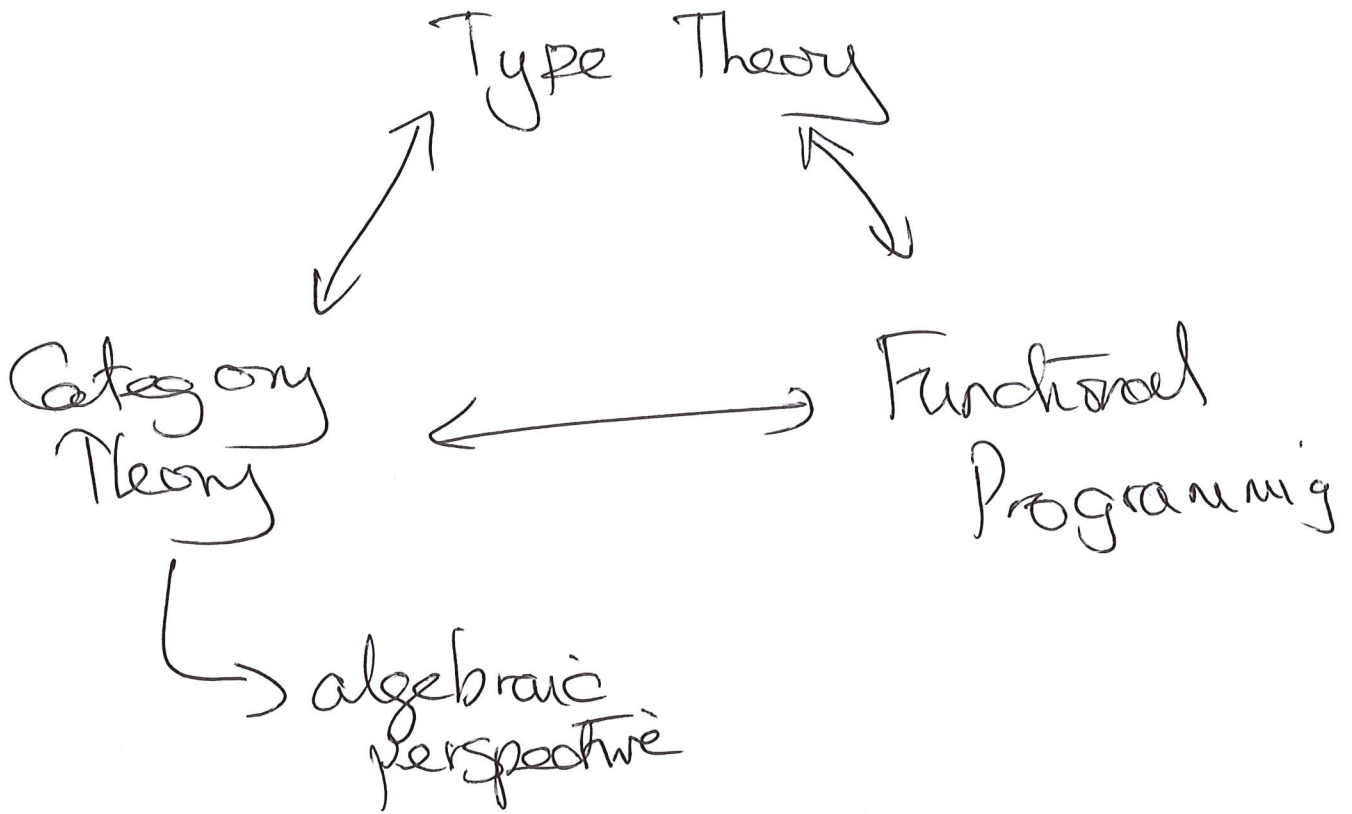 Type Theory
Category
Theory
Functional
Programming
algebraic
perspective